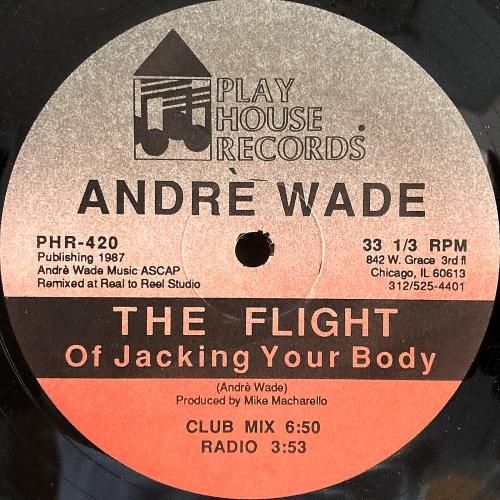 PLAY
HOUSE
RECORDS.
ANDRÈ WADE
PHR-420
Publishing 1987
Andrè Wade Music ASCAP
Remixed at Real to Reel Studio
33 1/3 RPM
842 W. Grace 3rd fl
Chicago, IL 60613
312/525-4401
THE FLIGHT
Of Jacking Your Body
(Andrè Wade)
Produced by Mike Macharello
CLUB MIX 6:50
RADIO 3:53